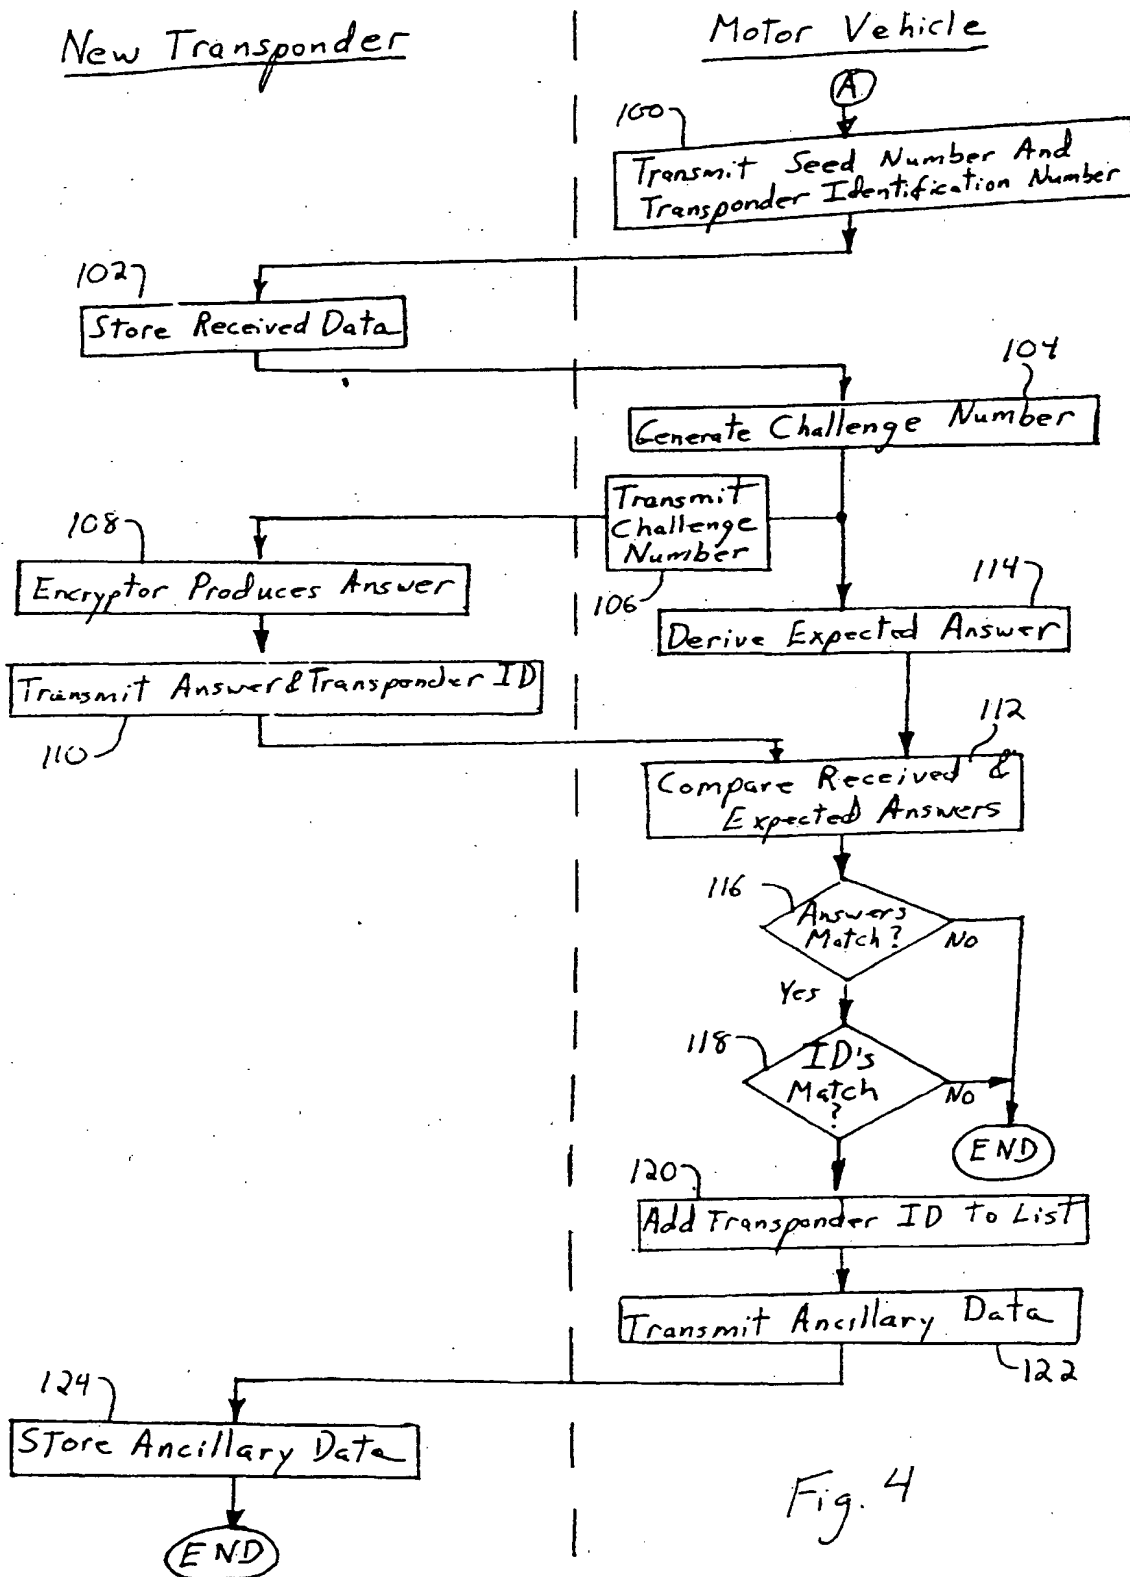 New Transponder
Motor Vehicle
A
100
Transmit Seed Number And
Transponder Identification Number
102
Store Received Data
104
Generate Challenge Number
Transmit
Challenge
Number
106
108
Encryptor Produces Answer
114
Derive Expected Answer
Transmit Answer & Transponder ID
110
112
Compare Received &
Expected Answers
116
Answers
Match?
No
Yes
118
ID's
Match
?
No
END
120
Add Transponder ID to List
Transmit Ancillary Data
122
124
Store Ancillary Data
END
Fig. 4